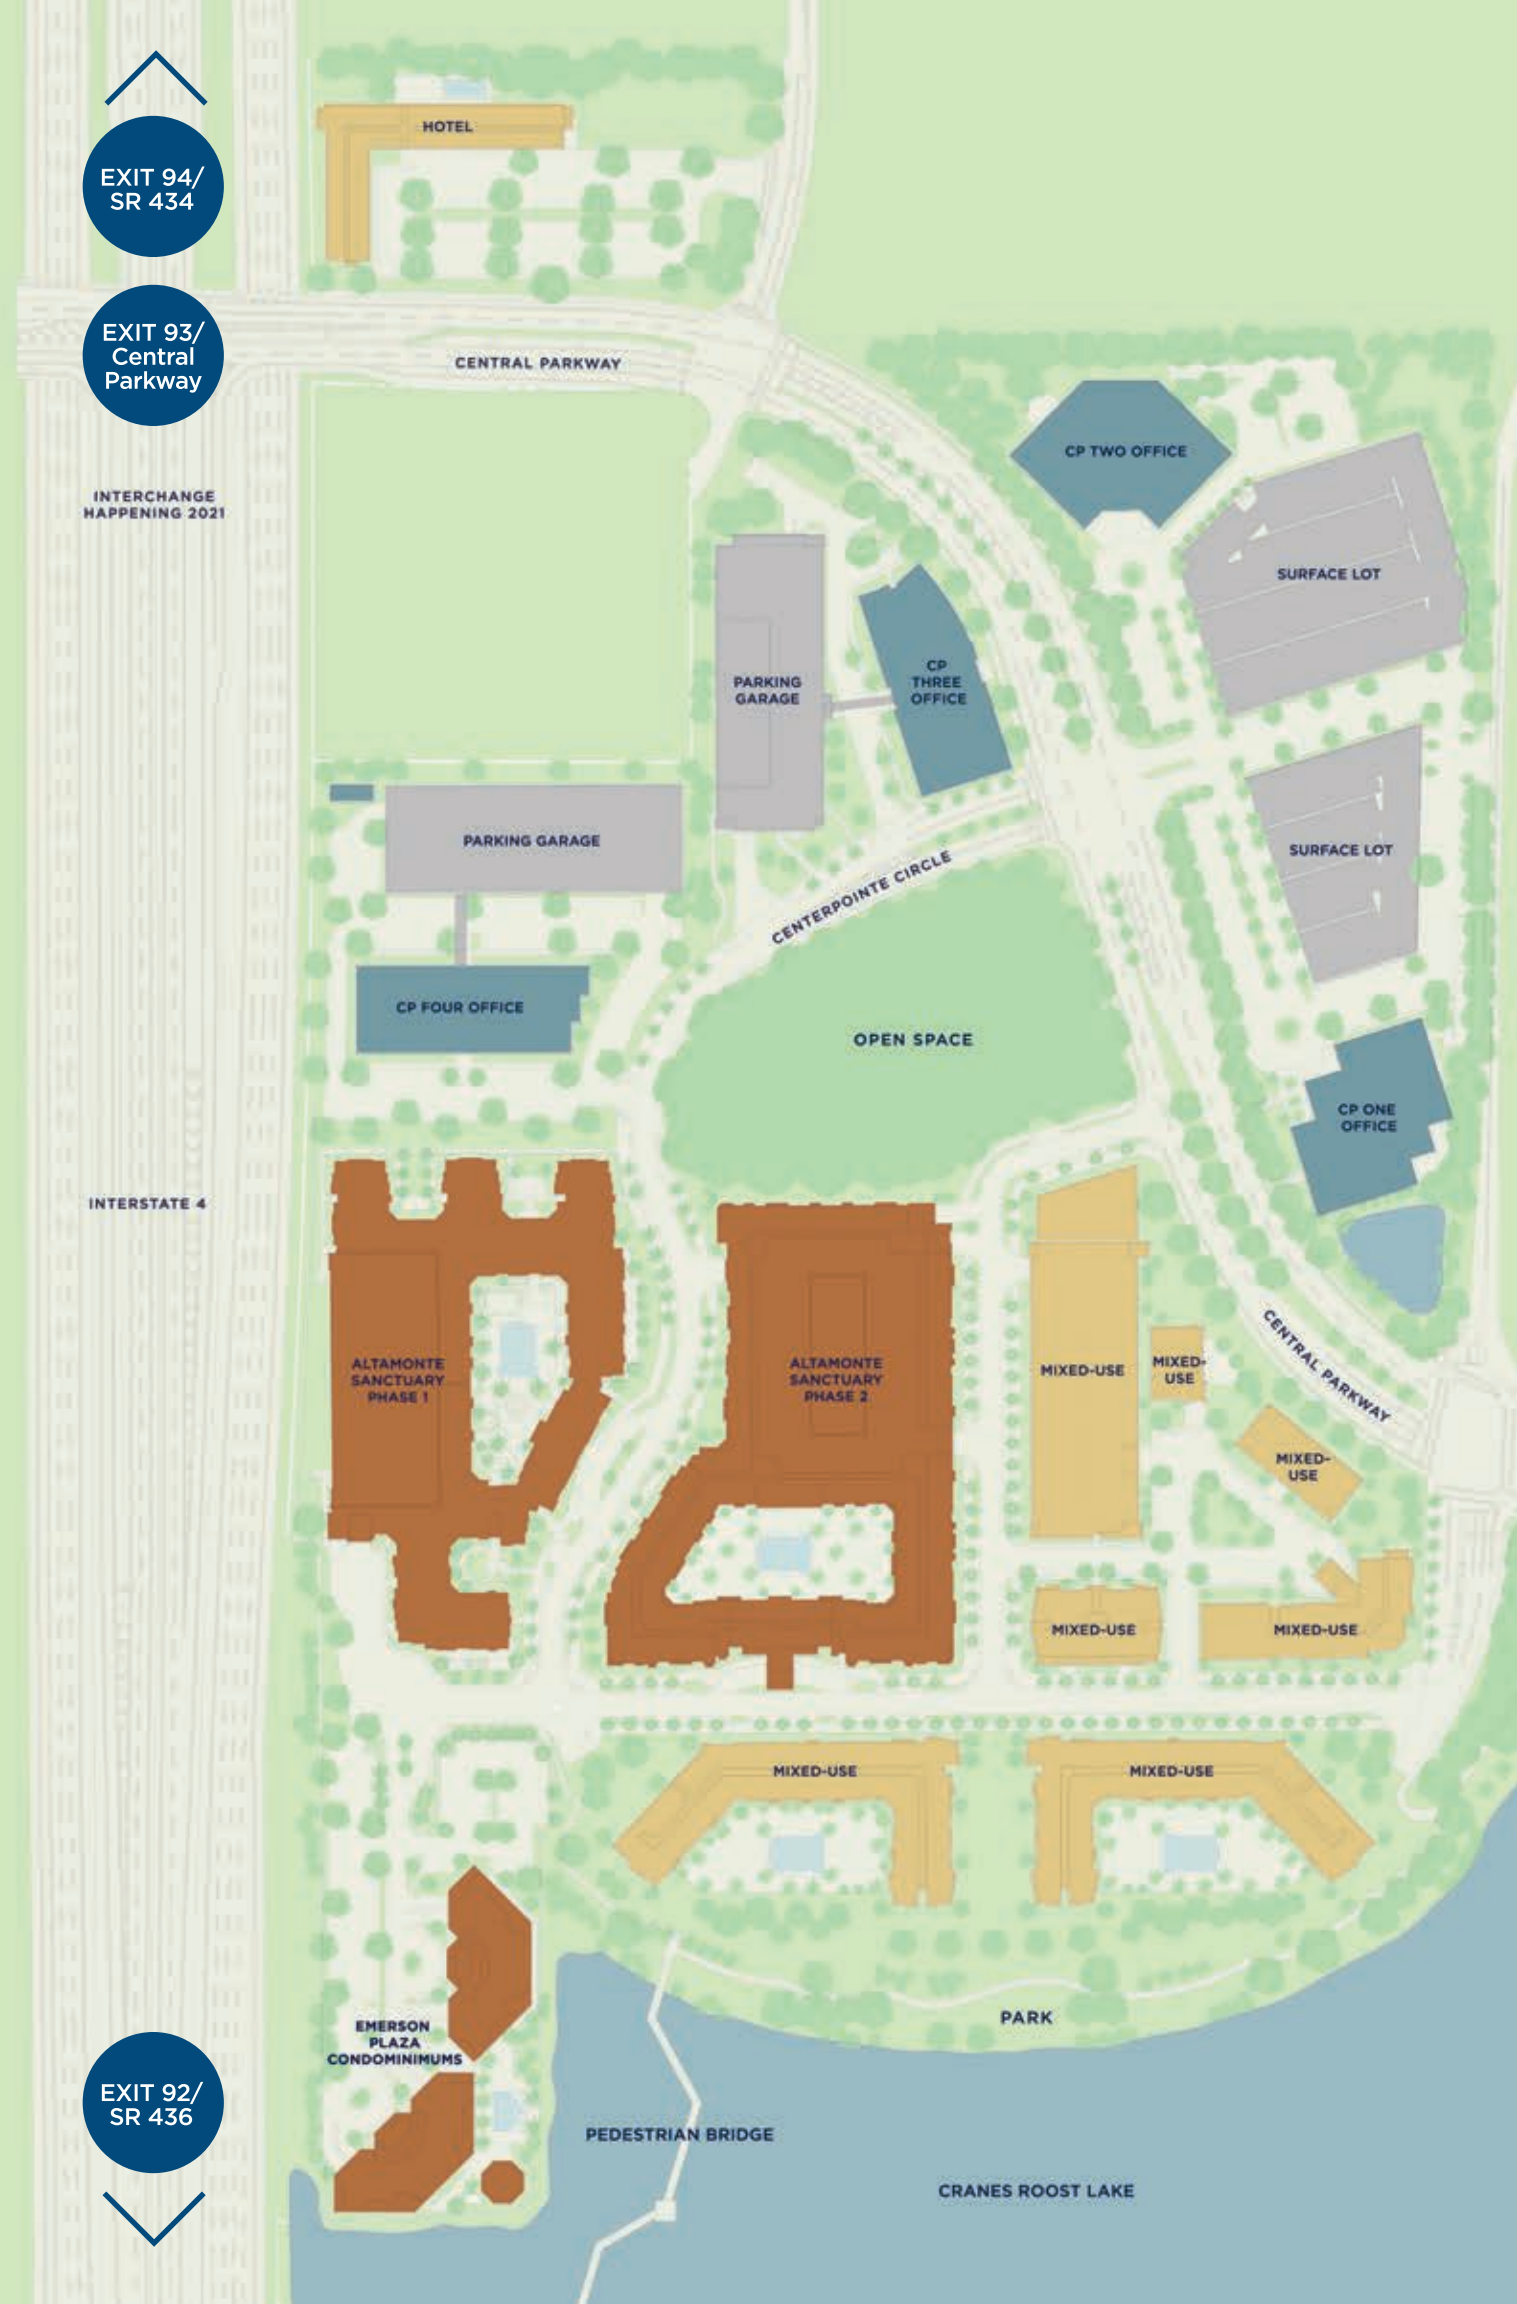 HOTEL
EXIT 94/
SR 434
EXIT 93/
Central
Parkway
CENTRAL PARKWAY
CP TWO OFFICE
INTERCHANGE
HAPPENING 2021
SURFACE LOT
CP
THREE
OFFICE
PARKING
GARAGE
PARKING GARAGE
SURFACE LOT
CENTERPOINTE CIRCLE
CP FOUR OFFICE
OPEN SPACE
CP ONE
OFFICE
INTERSTATE 4
ALTAMONTE
SANCTUARY
PHASE 1
ALTAMONTE
SANCTUARY
PHASE 2
MIXED-USE
MIXED-
USE
CENTRAL PARKWAY
MIXED-
USE
MIXED-USE
MIXED-USE
MIXED-USE
MIXED-USE
PARK
EMERSON
PLAZA
CONDOMINIMUMS
EXIT 92/
SR 436
PEDESTRIAN BRIDGE
CRANES ROOST LAKE